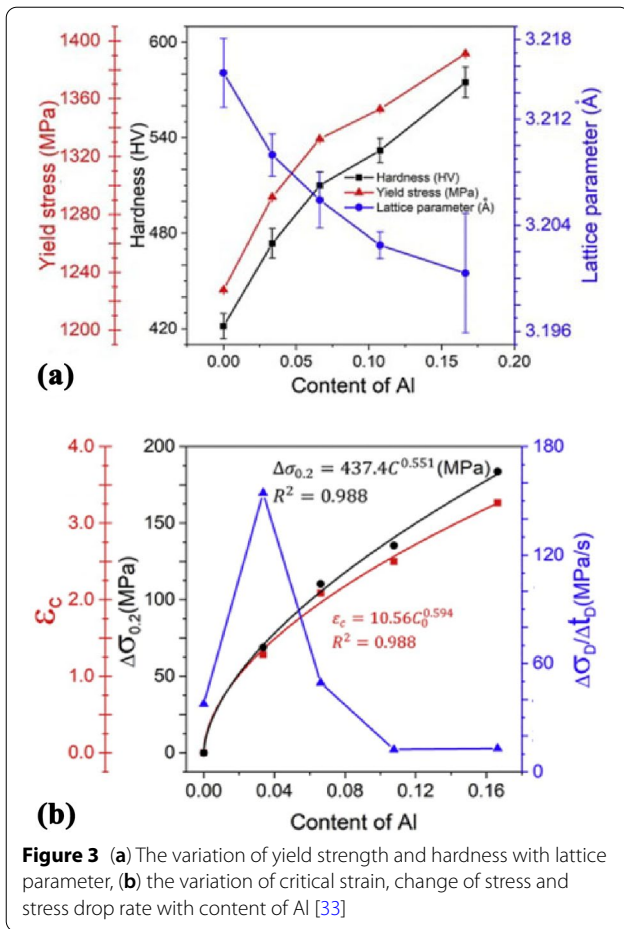 1400
1360
1320
1280
1240
1200
Yield stress (MPa)
600
540
480
420
Hardness (HV)
Hardness (HV)
Yield stress (MPa)
Lattice parameter (Å)
3.218
3.215
3.204
3.196
Lattice parameter (Å)
0.00 0.05 0.10 0.15 0.20
Content of Al
(a)
4.0
3.0
2.0
1.0
0.0
εC
200
150
100
50
0
Δσ0.2(MPa)
Δσ0.2 = 437.4C^0.551(MPa)
R² = 0.988
εc = 10.56C0^0.594
R² = 0.988
180
120
60
0
ΔσD/ΔtD(MPa/s)
0.00 0.04 0.08 0.12 0.16
Content of Al
(b)
Figure 3 (a) The variation of yield strength and hardness with lattice
parameter, (b) the variation of critical strain, change of stress and
stress drop rate with content of Al [33]